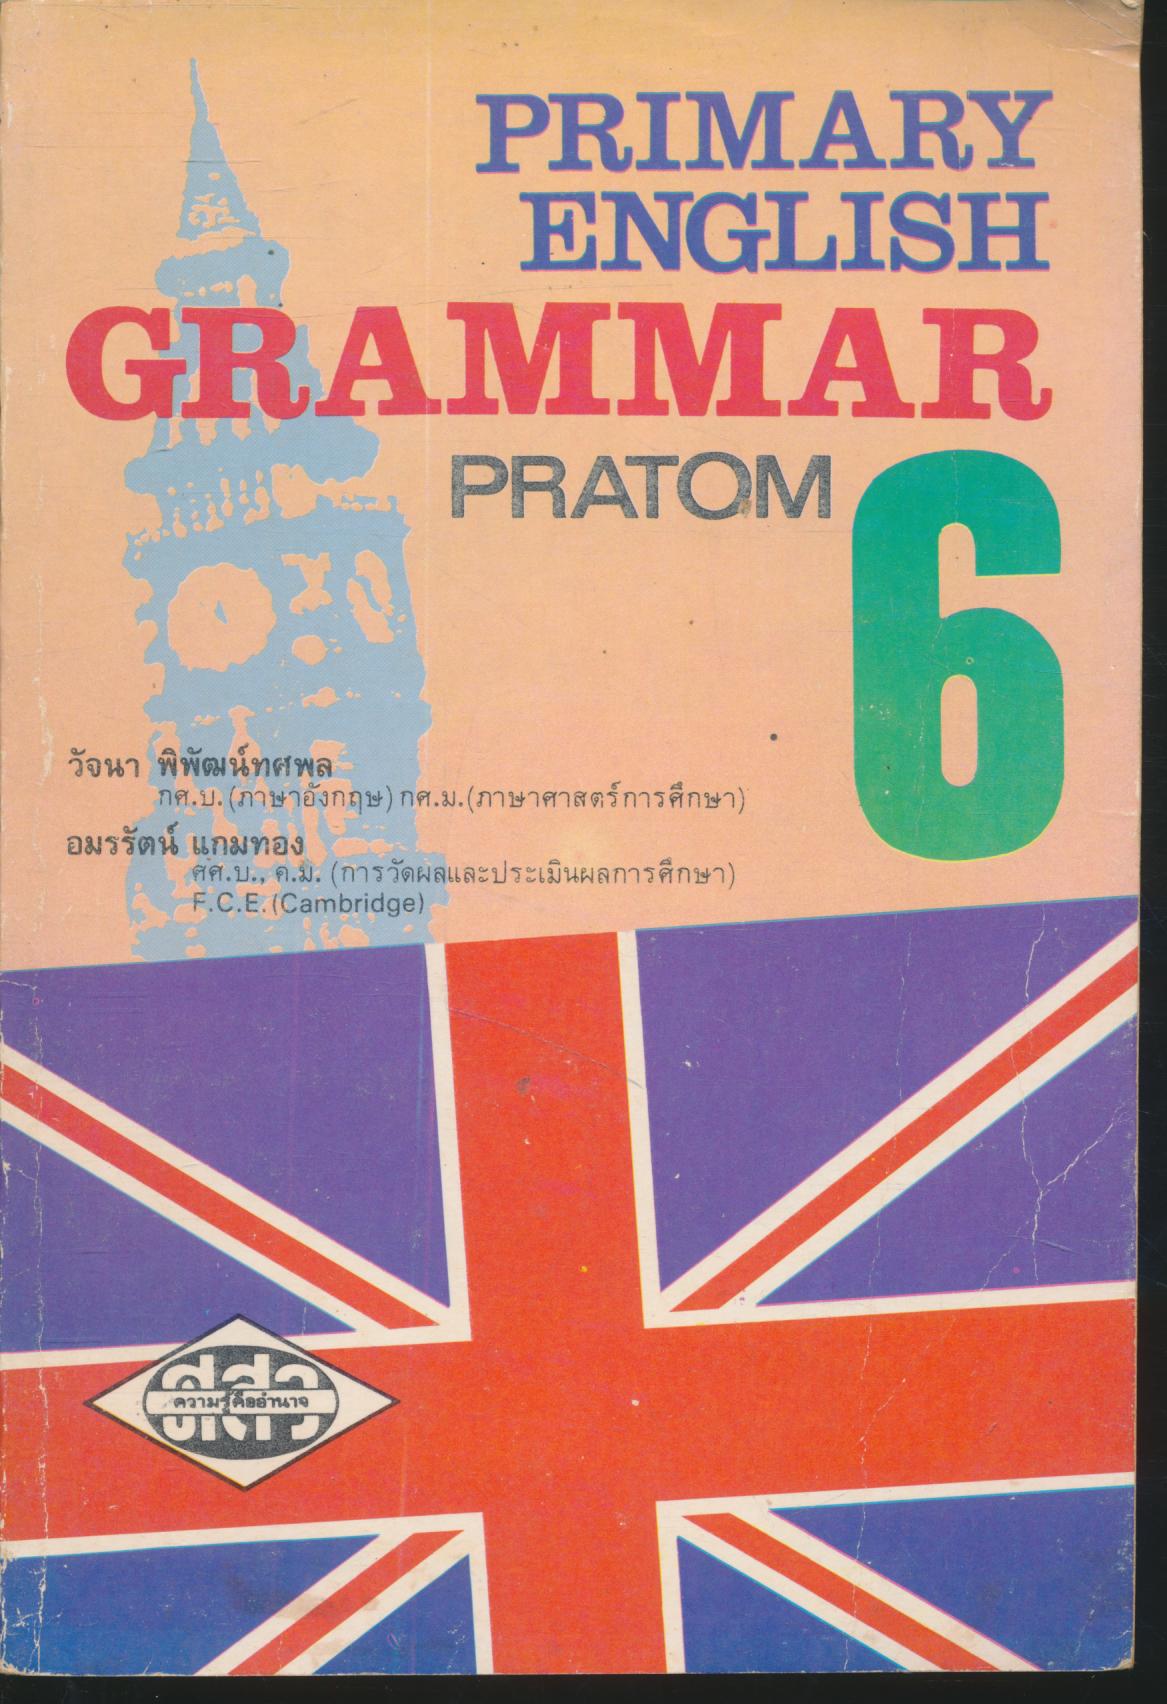 PRIMARY
ENGLISH
GRAMMAR
PRATOM 6
วัจนา พิพัฒน์ทศพล
กศ.บ.(ภาษาอังกฤษ) กศ.ม.(ภาษาศาสตร์การศึกษา)
อมรรัตน์ แกมทอง
ศศ.บ., ค.ม. (การวัดผลและประเมินผลการศึกษา)
F.C.E.(Cambridge)
ศสว
ความรู้คืออำนาจ